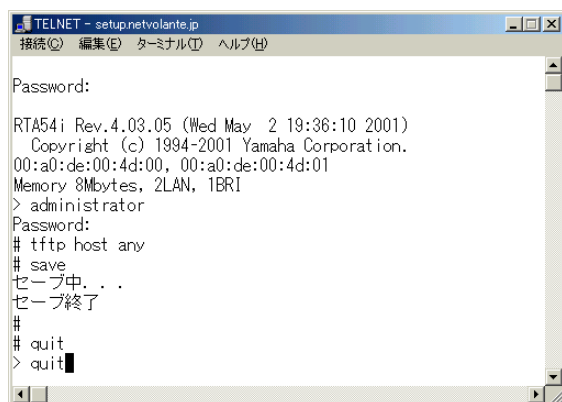 TELNET - setup.netvolante.jp
接続(C) 編集(E) ターミナル(T) ヘルプ(H)
Password:
RTA54i Rev.4.03.05 (Wed May  2 19:36:10 2001)
  Copyright (c) 1994-2001 Yamaha Corporation.
00:a0:de:00:4d:00, 00:a0:de:00:4d:01
Memory 8Mbytes, 2LAN, 1BRI
> administrator
Password:
# tftp host any
# save
セーブ中. . .
セーブ終了
#
# quit
> quit